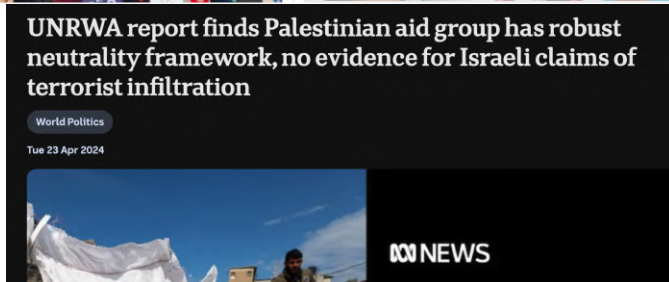 UNRWA report finds Palestinian aid group has robust
neutrality framework, no evidence for Israeli claims of
terrorist infiltration
World Politics
Tue 23 Apr 2024
NEWS